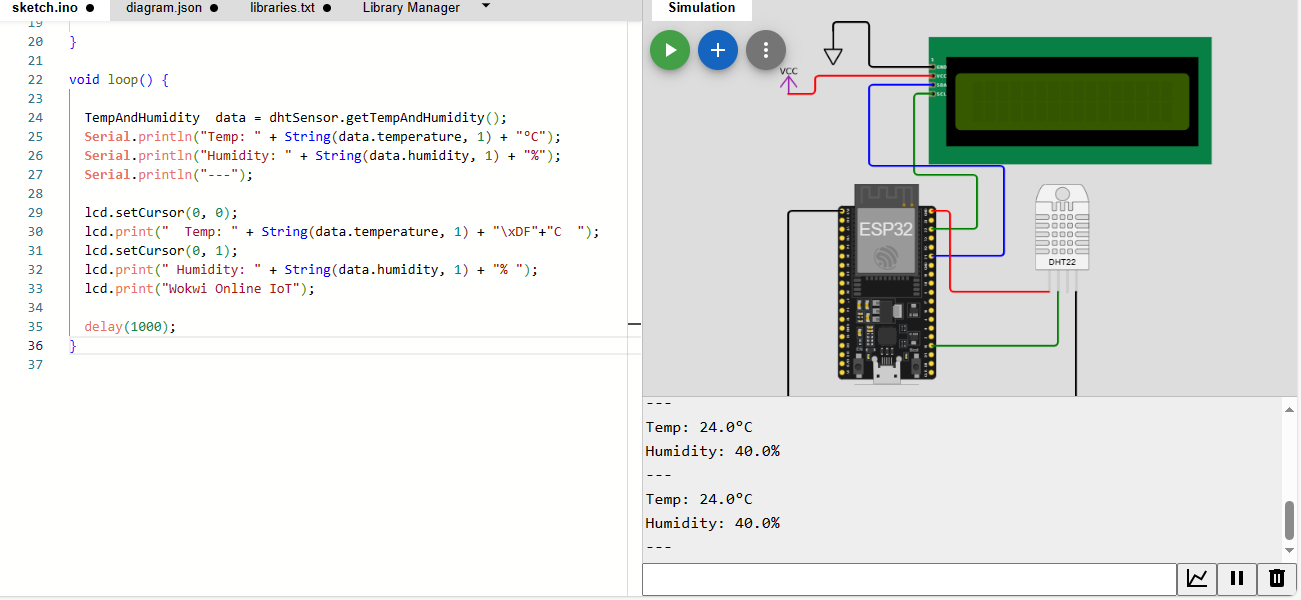 sketch.ino ● diagram.json ● libraries.txt ● Library Manager
Simulation
19
20 }
21
22 void loop() {
23
24 TempAndHumidity  data = dhtSensor.getTempAndHumidity();
25 Serial.println("Temp: " + String(data.temperature, 1) + "°C");
26 Serial.println("Humidity: " + String(data.humidity, 1) + "%");
27 Serial.println("---");
28
29 lcd.setCursor(0, 0);
30 lcd.print("  Temp: " + String(data.temperature, 1) + "\xDF"+"C  ");
31 lcd.setCursor(0, 1);
32 lcd.print(" Humidity: " + String(data.humidity, 1) + "% ");
33 lcd.print("Wokwi Online IoT");
34
35 delay(1000);
36 }
37
VCC
GND
VCC
SDA
SCL
ESP32
DHT22
---
Temp: 24.0°C
Humidity: 40.0%
---
Temp: 24.0°C
Humidity: 40.0%
---